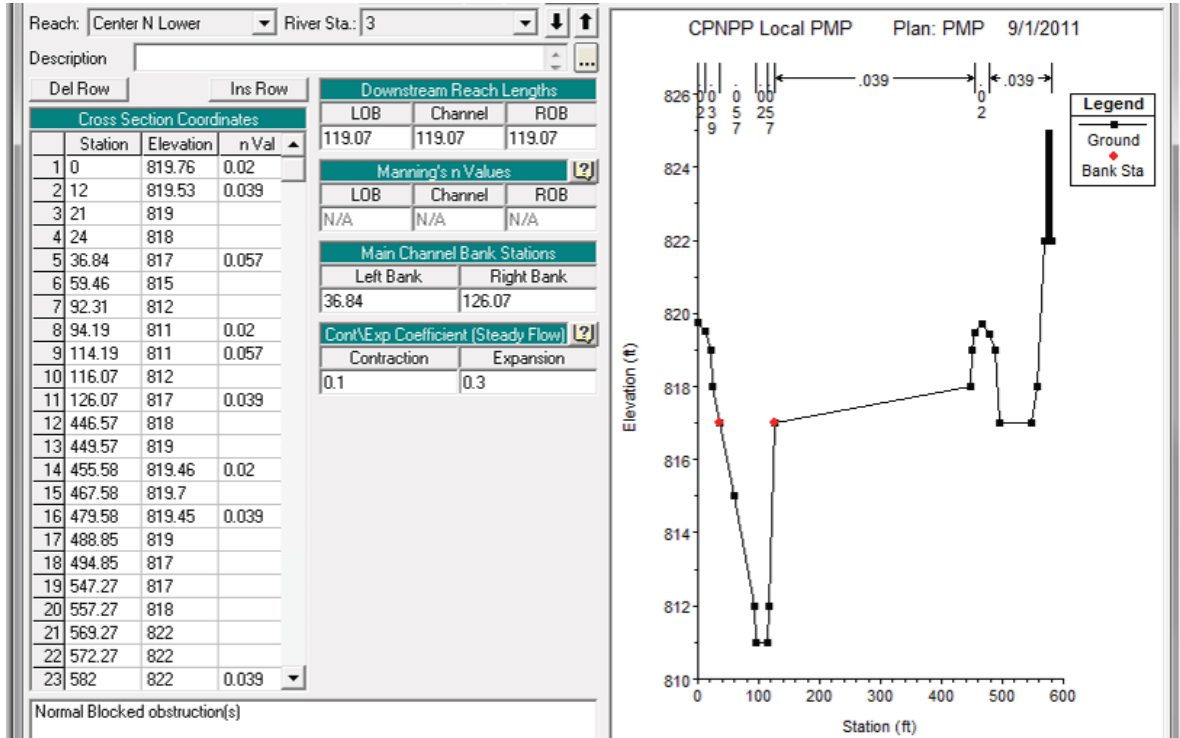 Reach: Center N Lower River Sta.: 3
Description ...
Del Row Ins Row
Cross Section Coordinates
Station Elevation n Val
1 0 819.76 0.02
2 12 819.53 0.039
3 21 819
4 24 818
5 36.84 817 0.057
6 59.46 815
7 92.31 812
8 94.19 811 0.02
9 114.19 811 0.057
10 116.07 812
11 126.07 817 0.039
12 446.57 818
13 449.57 819
14 455.58 819.46 0.02
15 467.58 819.7
16 479.58 819.45 0.039
17 488.85 819
18 494.85 817
19 547.27 817
20 557.27 818
21 569.27 822
22 572.27 822
23 582 822 0.039
Downstream Reach Lengths
LOB Channel ROB
119.07 119.07 119.07
Manning's n Values ?
LOB Channel ROB
N/A N/A N/A
Main Channel Bank Stations
Left Bank Right Bank
36.84 126.07
Cont\Exp Coefficient (Steady Flow) ?
Contraction Expansion
0.1 0.3
Normal Blocked obstruction(s)
CPNPP Local PMP Plan: PMP 9/1/2011
.039 .039
Legend
Ground
Bank Sta
826
824
822
820
818
816
814
812
810
Elevation (ft)
0 100 200 300 400 500 600
Station (ft)